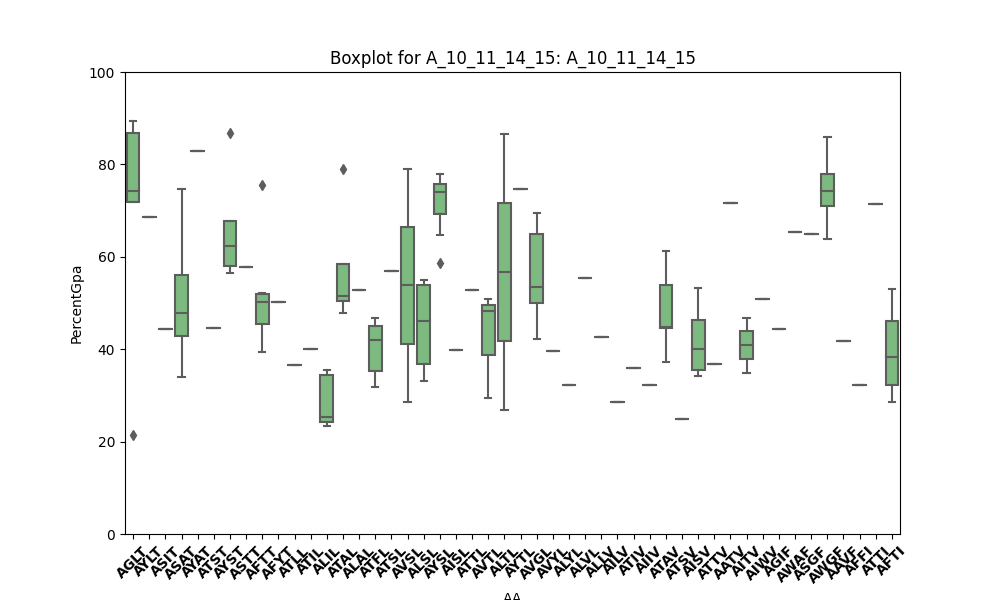 Boxplot for A_10_11_14_15: A_10_11_14_15
PercentGpa
100
80
60
40
20
0
AGLT AYLT ASIT ASAT AYAT ATST AYST ASTT AFTT AFYT ATLL ATIL ALIL ATAL ALAL ATFL ATSL AVSL ALSL AYSL AISL ATTL AVTL ALTL AYTL AVGL AVYL ALYL ALVL ALLV AILV ATIV AIIV ATAV ATSV AISV ATTV AATV AITV AIWV AGIF AWAF ASGF AWGF AAVF AFFI ATTI AFTI
AA